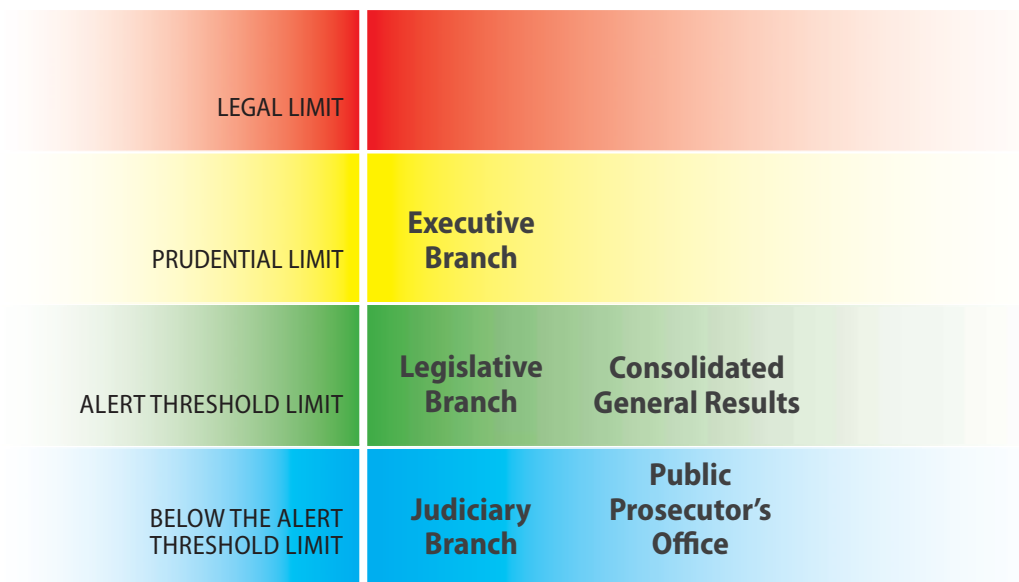 LEGAL LIMIT
PRUDENTIAL LIMIT
Executive
Branch
ALERT THRESHOLD LIMIT
Legislative
Branch
Consolidated
General Results
BELOW THE ALERT
THRESHOLD LIMIT
Judiciary
Branch
Public
Prosecutor’s
Office